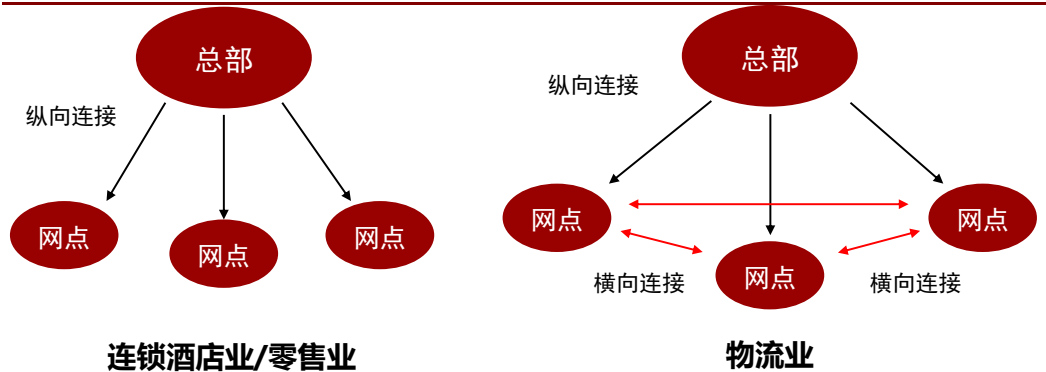 总部
纵向连接
网点
网点
网点
连锁酒店业/零售业
总部
纵向连接
网点
网点
网点
横向连接
横向连接
物流业